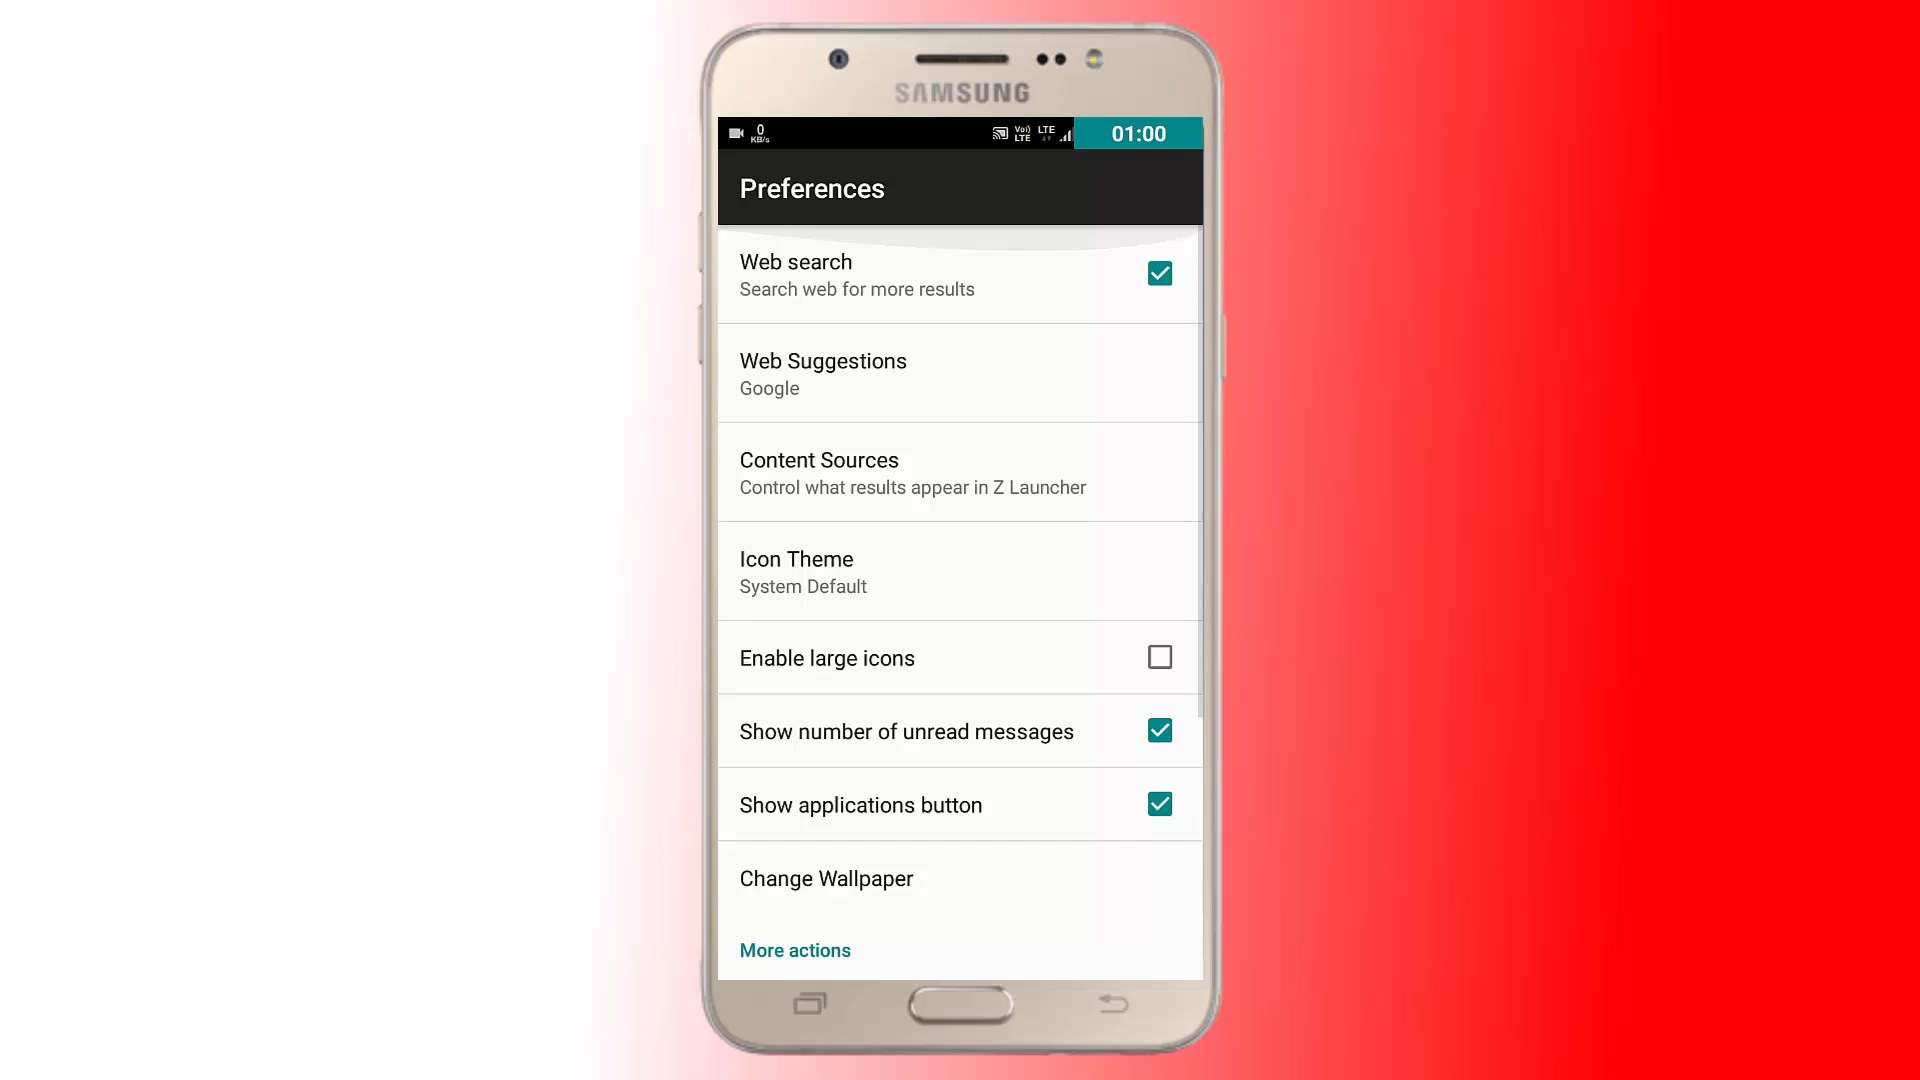 SAMSUNG
0
KB/s
Vo))
LTE
LTE
01:00
Preferences
Web search
Search web for more results
Web Suggestions
Google
Content Sources
Control what results appear in Z Launcher
Icon Theme
System Default
Enable large icons
Show number of unread messages
Show applications button
Change Wallpaper
More actions